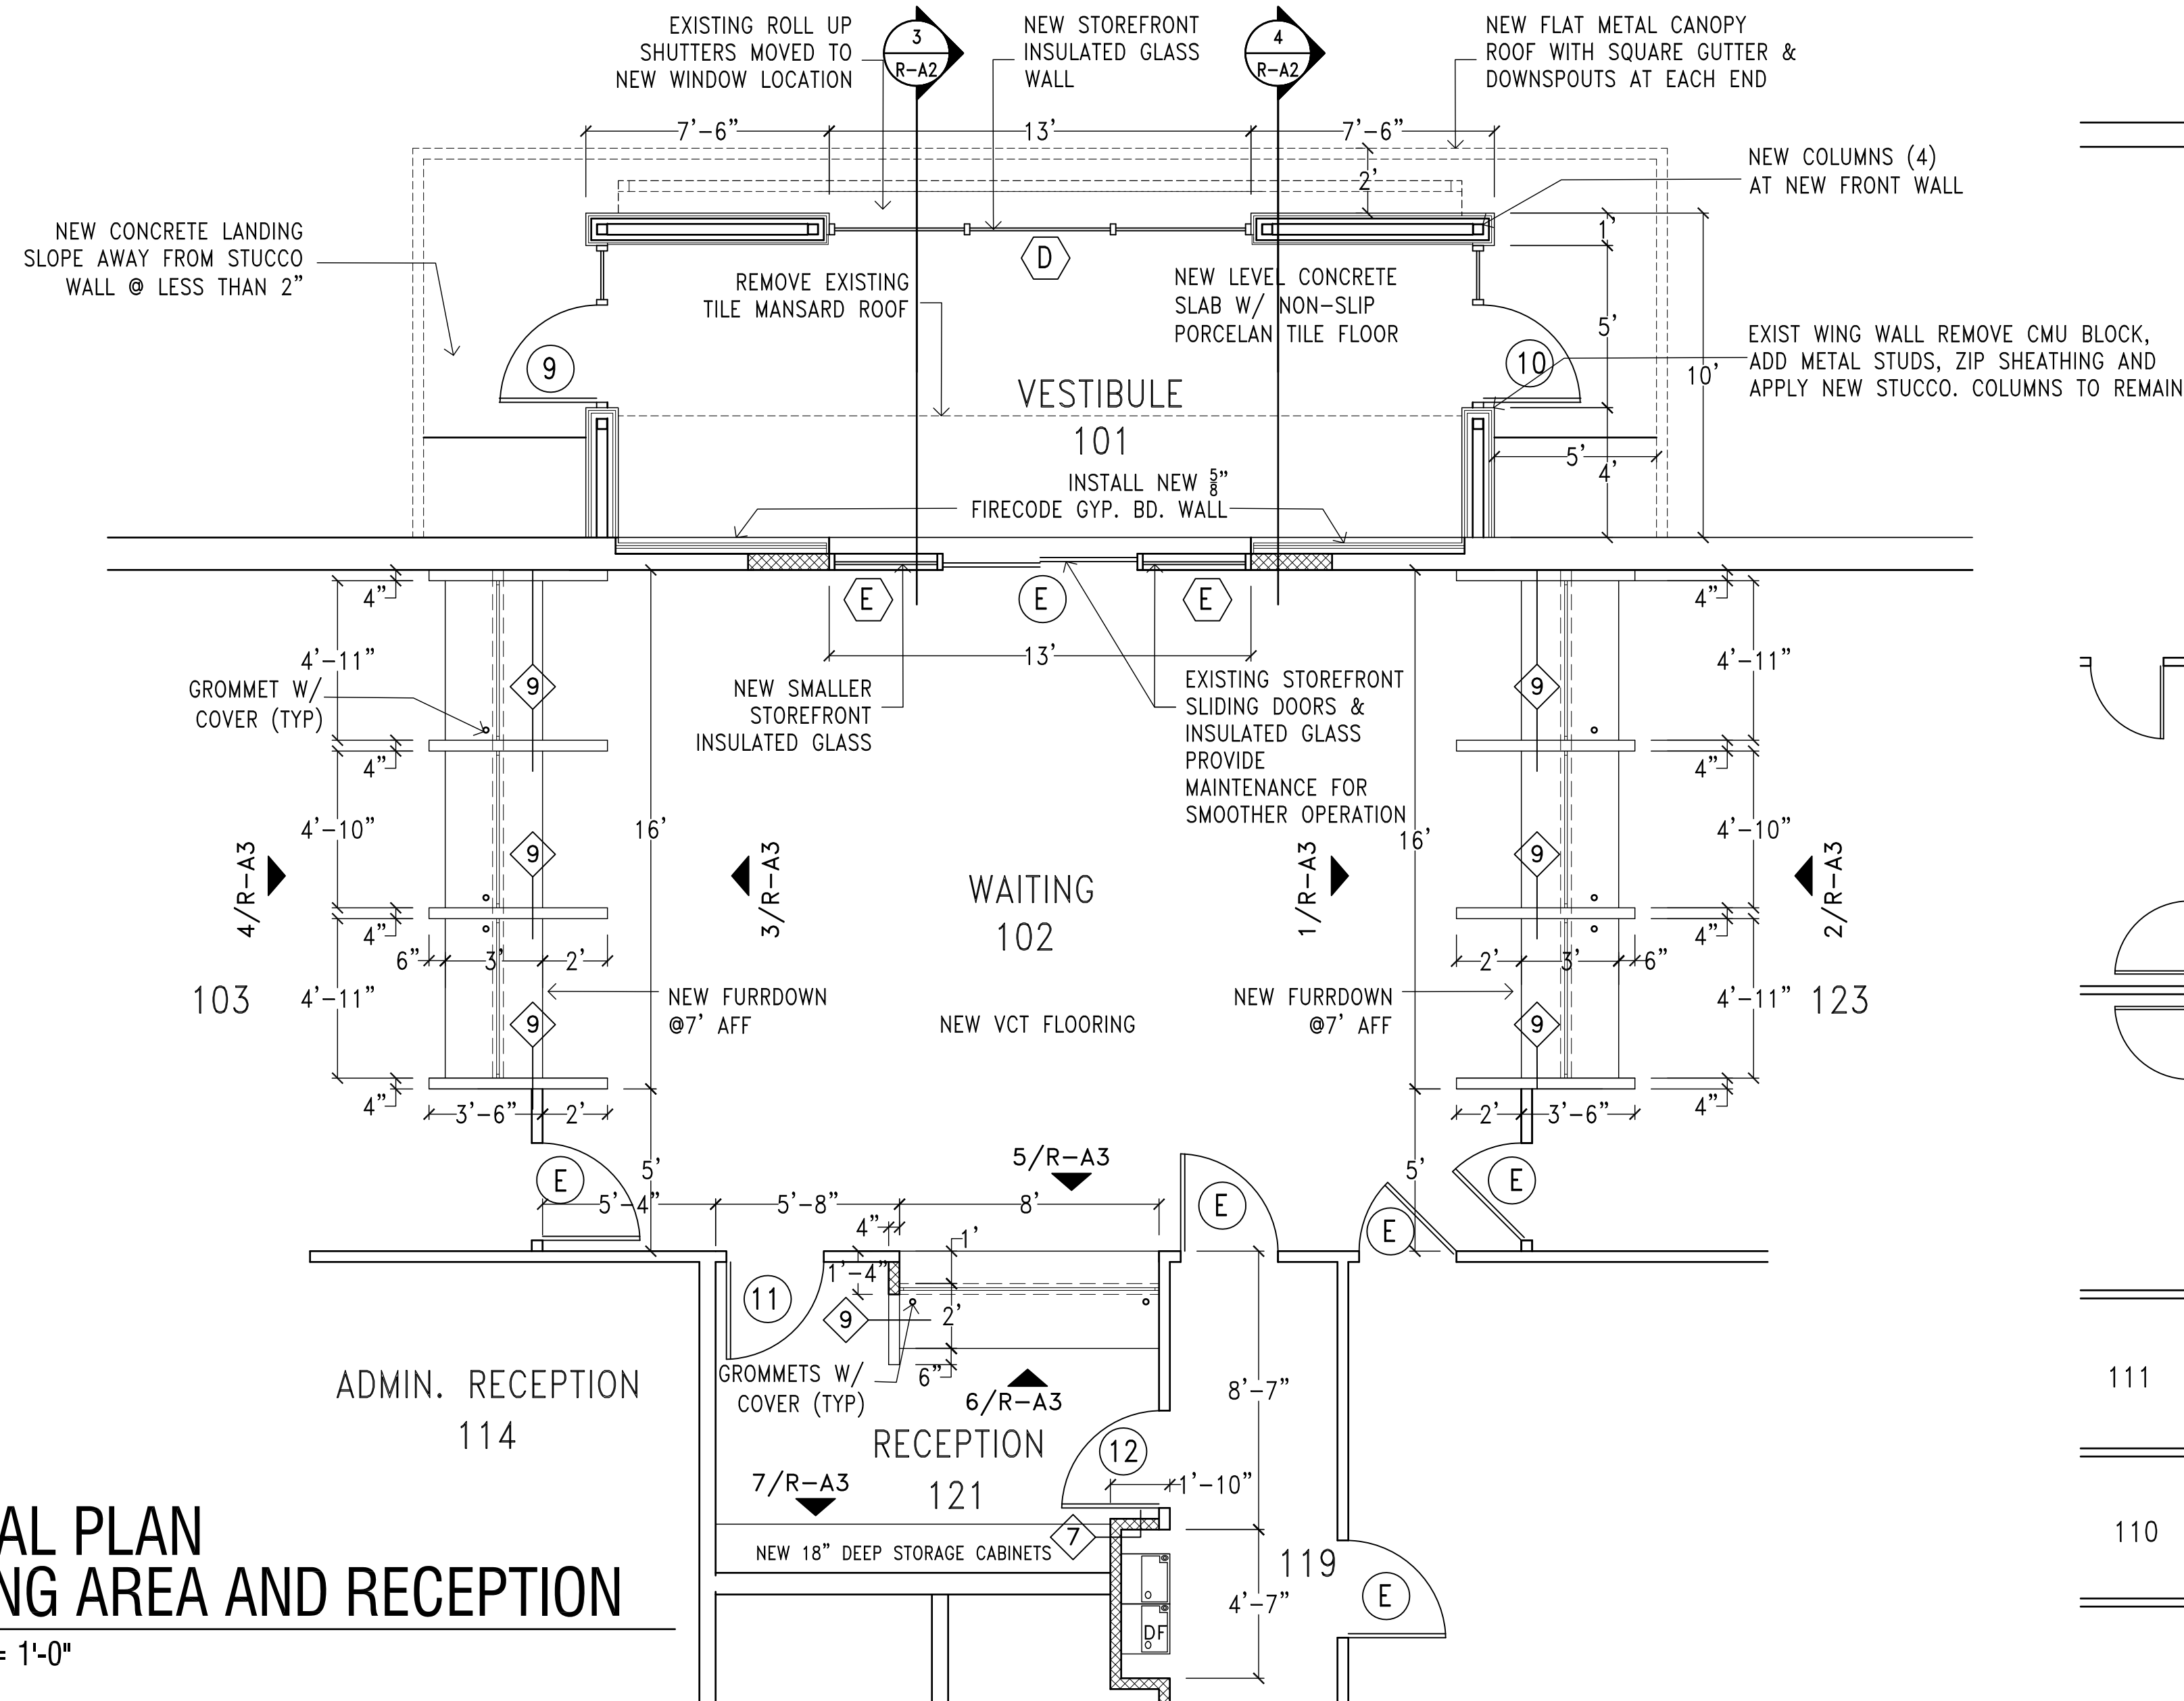 EXISTING ROLL UP
SHUTTERS MOVED TO
NEW WINDOW LOCATION
3
R-A2
NEW STOREFRONT
INSULATED GLASS
WALL
4
R-A2
NEW FLAT METAL CANOPY
ROOF WITH SQUARE GUTTER &
DOWNSPOUTS AT EACH END
7'-6"
13'
7'-6"
2'
NEW COLUMNS (4)
AT NEW FRONT WALL
NEW CONCRETE LANDING
SLOPE AWAY FROM STUCCO
WALL @ LESS THAN 2"
1'
D
REMOVE EXISTING
TILE MANSARD ROOF
NEW LEVEL CONCRETE
SLAB W/ NON-SLIP
PORCELAN TILE FLOOR
5'
10'
EXIST WING WALL REMOVE CMU BLOCK,
ADD METAL STUDS, ZIP SHEATHING AND
APPLY NEW STUCCO. COLUMNS TO REMAIN
9
10
VESTIBULE
101
5'
4'
INSTALL NEW 5/8"
FIRECODE GYP. BD. WALL
E
E
E
13'
4"
4"
4'-11"
4'-11"
9
9
GROMMET W/
COVER (TYP)
NEW SMALLER
STOREFRONT
INSULATED GLASS
EXISTING STOREFRONT
SLIDING DOORS &
INSULATED GLASS
PROVIDE
MAINTENANCE FOR
SMOOTHER OPERATION
4"
4"
4'-10"
16'
16'
4'-10"
9
9
4/R-A3
3/R-A3
WAITING
102
1/R-A3
2/R-A3
4"
4"
6"
3'
2'
2'
3'
6"
103
4'-11"
NEW FURRDOWN
@7' AFF
NEW VCT FLOORING
NEW FURRDOWN
@7' AFF
4'-11"
123
9
9
4"
3'-6"
2'
2'
3'-6"
4"
5/R-A3
5'
5'
E
5'-4"
5'-8"
8'
E
E
E
4"
1'
1'-4"
11
9
2'
6"
GROMMETS W/
COVER (TYP)
6/R-A3
8'-7"
ADMIN. RECEPTION
114
RECEPTION
121
12
1'-10"
7/R-A3
7
NEW 18" DEEP STORAGE CABINETS
119
4'-7"
E
DF
111
110
AL PLAN
NG AREA AND RECEPTION
= 1'-0"